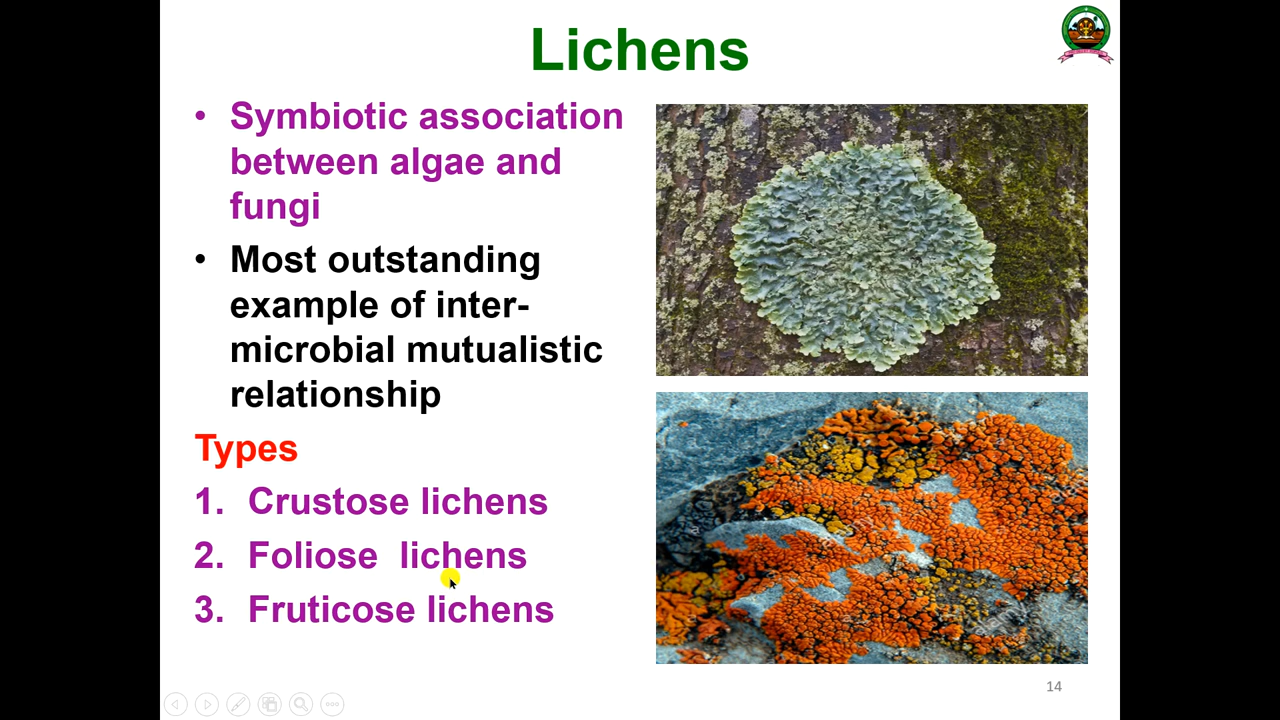 Lichens
• Symbiotic association
between algae and
fungi
• Most outstanding
example of inter-
microbial mutualistic
relationship
Types
1. Crustose lichens
2. Foliose lichens
3. Fruticose lichens
14